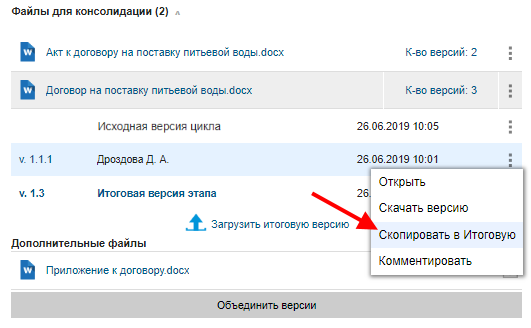 Файлы для консолидации (2)
Акт к договору на поставку питьевой воды.docx К-во версий: 2
Договор на поставку питьевой воды.docx К-во версий: 3
Исходная версия цикла 26.06.2019 10:05
v. 1.1.1 Дроздова Д. А. 26.06.2019 10:01
v. 1.3 Итоговая версия этапа 26.
Открыть
Скачать версию
Скопировать в Итоговую
Комментировать
Загрузить итоговую версию
Дополнительные файлы
Приложение к договору.docx
Объединить версии